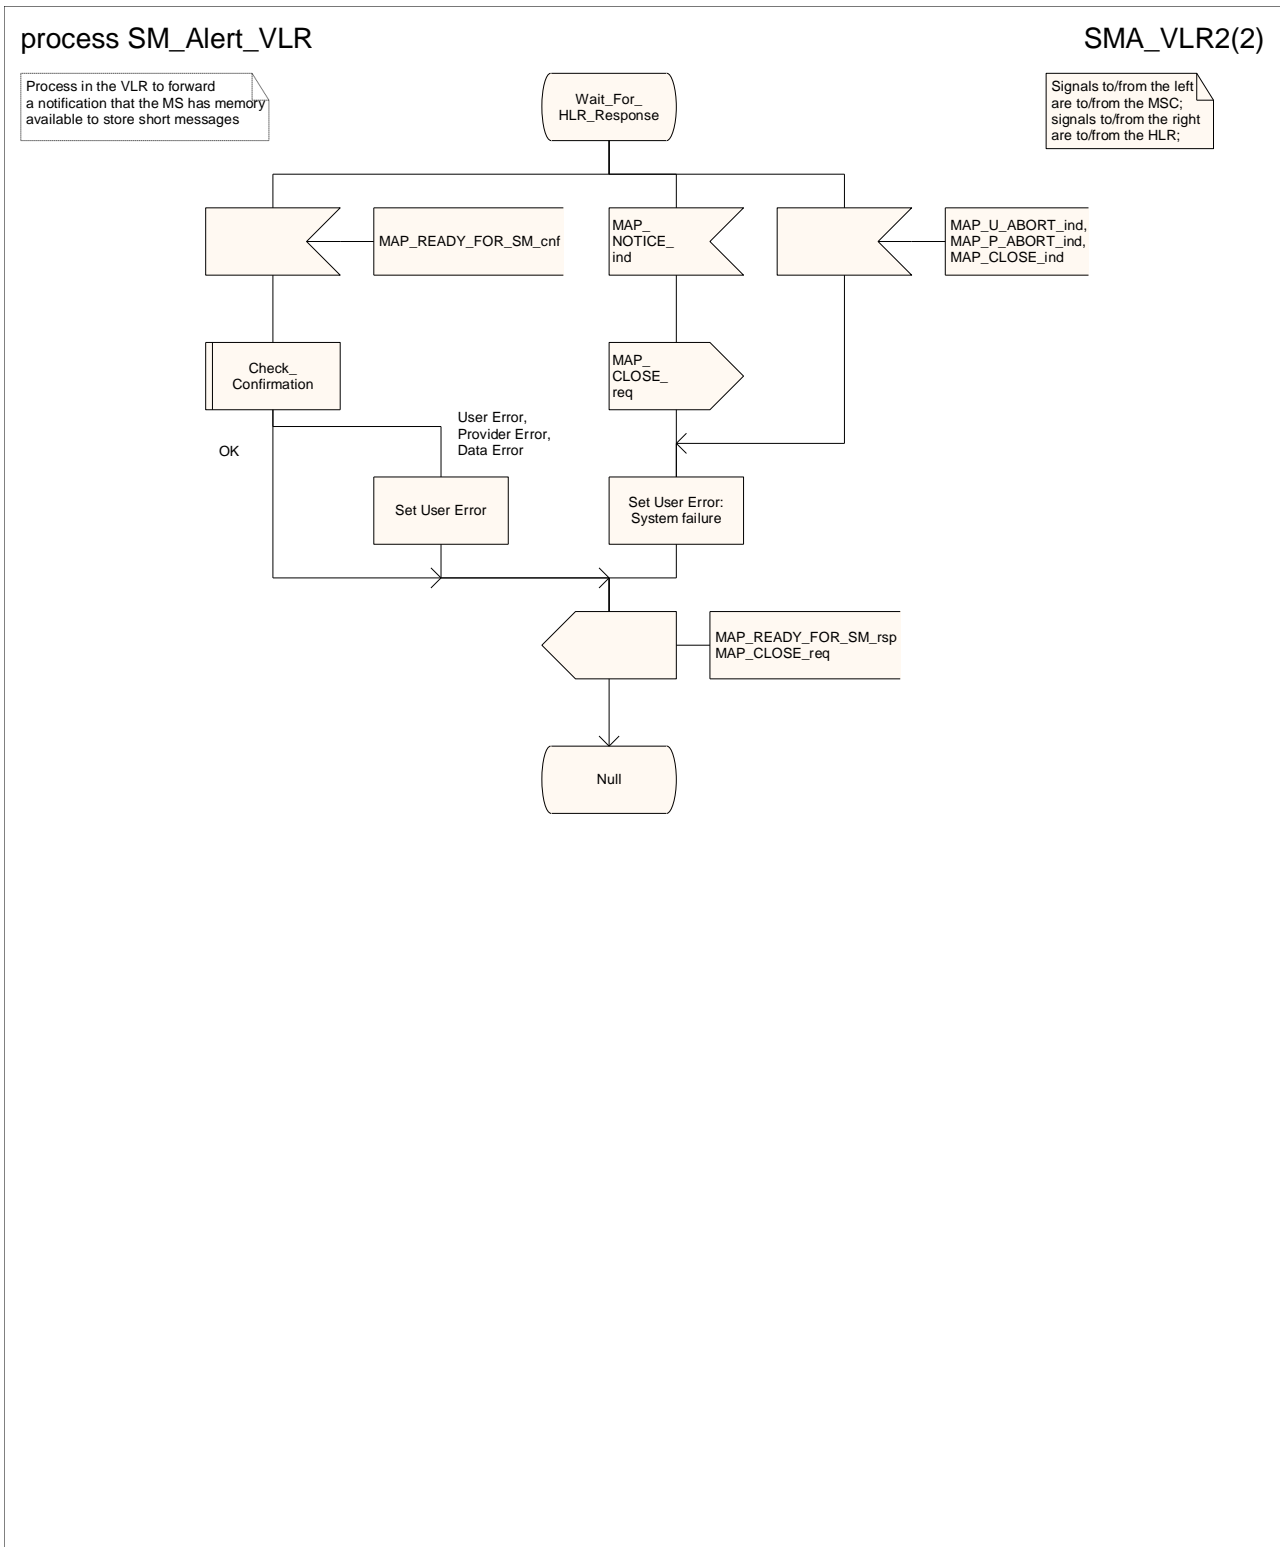 process SM_Alert_VLR
SMA_VLR2(2)
Process in the VLR to forward
a notification that the MS has memory
available to store short messages
Wait_For_
HLR_Response
Signals to/from the left
are to/from the MSC;
signals to/from the right
are to/from the HLR;
MAP_READY_FOR_SM_cnf
MAP_
NOTICE_
ind
MAP_U_ABORT_ind,
MAP_P_ABORT_ind,
MAP_CLOSE_ind
Check_
Confirmation
MAP_
CLOSE_
req
OK
User Error,
Provider Error,
Data Error
Set User Error
Set User Error:
System failure
MAP_READY_FOR_SM_rsp
MAP_CLOSE_req
Null